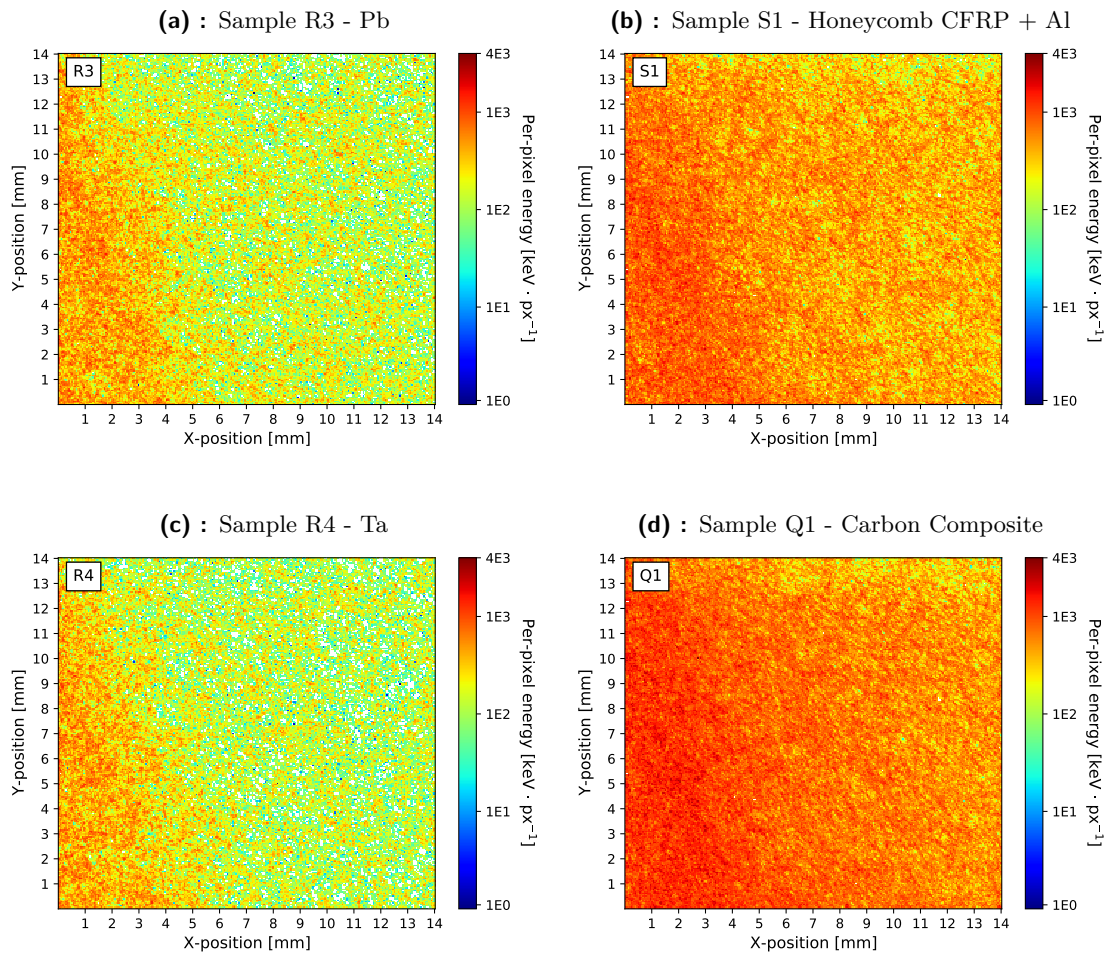 (a) : Sample R3 - Pb
R3
14
13
12
11
10
9
8
7
6
5
4
3
2
1
Y-position [mm]
1 2 3 4 5 6 7 8 9 10 11 12 13 14
X-position [mm]
4E3
1E3
1E2
1E1
1E0
Per-pixel energy [keV · px⁻¹]
(b) : Sample S1 - Honeycomb CFRP + Al
S1
14
13
12
11
10
9
8
7
6
5
4
3
2
1
Y-position [mm]
1 2 3 4 5 6 7 8 9 10 11 12 13 14
X-position [mm]
4E3
1E3
1E2
1E1
1E0
Per-pixel energy [keV · px⁻¹]
(c) : Sample R4 - Ta
R4
14
13
12
11
10
9
8
7
6
5
4
3
2
1
Y-position [mm]
1 2 3 4 5 6 7 8 9 10 11 12 13 14
X-position [mm]
4E3
1E3
1E2
1E1
1E0
Per-pixel energy [keV · px⁻¹]
(d) : Sample Q1 - Carbon Composite
Q1
14
13
12
11
10
9
8
7
6
5
4
3
2
1
Y-position [mm]
1 2 3 4 5 6 7 8 9 10 11 12 13 14
X-position [mm]
4E3
1E3
1E2
1E1
1E0
Per-pixel energy [keV · px⁻¹]